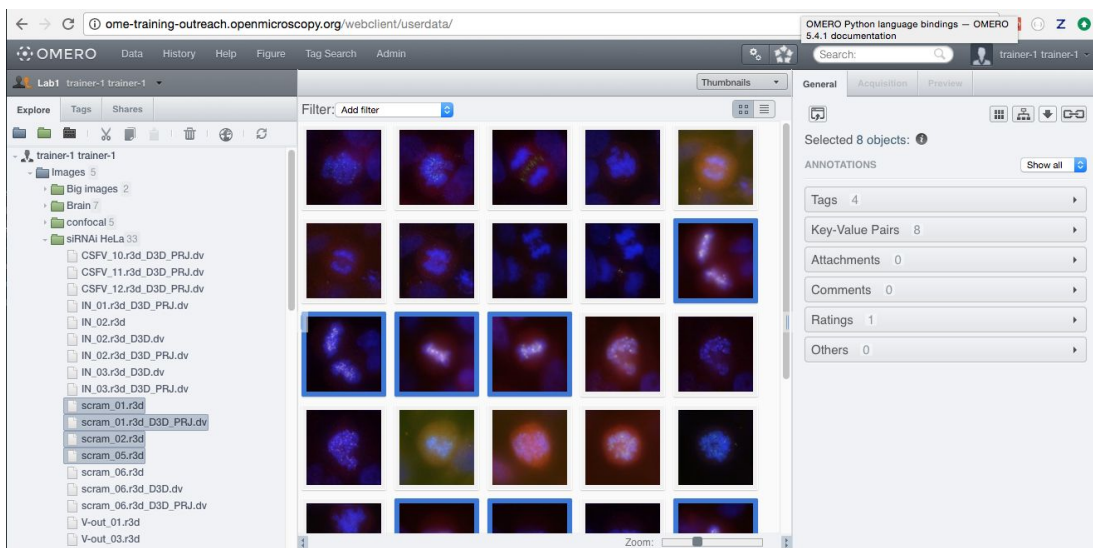 ome-training-outreach.openmicroscopy.org/webclient/userdata/
OMERO Python language bindings — OMERO
5.4.1 documentation
Z
OMERO Data History Help Figure Tag Search Admin
Search:
trainer-1 trainer-1
Lab1 trainer-1 trainer-1
Thumbnails
General Acquisition Preview
Explore Tags Shares
Filter: Add filter
Selected 8 objects:
ANNOTATIONS
Show all
Tags 4
Key-Value Pairs 8
Attachments 0
Comments 0
Ratings 1
Others 0
trainer-1 trainer-1
Images 5
Big images 2
Brain 7
confocal 5
siRNAi HeLa 33
CSFV_10.r3d_D3D_PRJ.dv
CSFV_11.r3d_D3D_PRJ.dv
CSFV_12.r3d_D3D_PRJ.dv
IN_01.r3d_D3D_PRJ.dv
IN_02.r3d
IN_02.r3d_D3D.dv
IN_02.r3d_D3D_PRJ.dv
IN_03.r3d_D3D.dv
IN_03.r3d_D3D_PRJ.dv
scram_01.r3d
scram_01.r3d_D3D_PRJ.dv
scram_02.r3d
scram_05.r3d
scram_06.r3d
scram_06.r3d_D3D.dv
scram_06.r3d_D3D_PRJ.dv
V-out_01.r3d
V-out_03.r3d
Zoom: